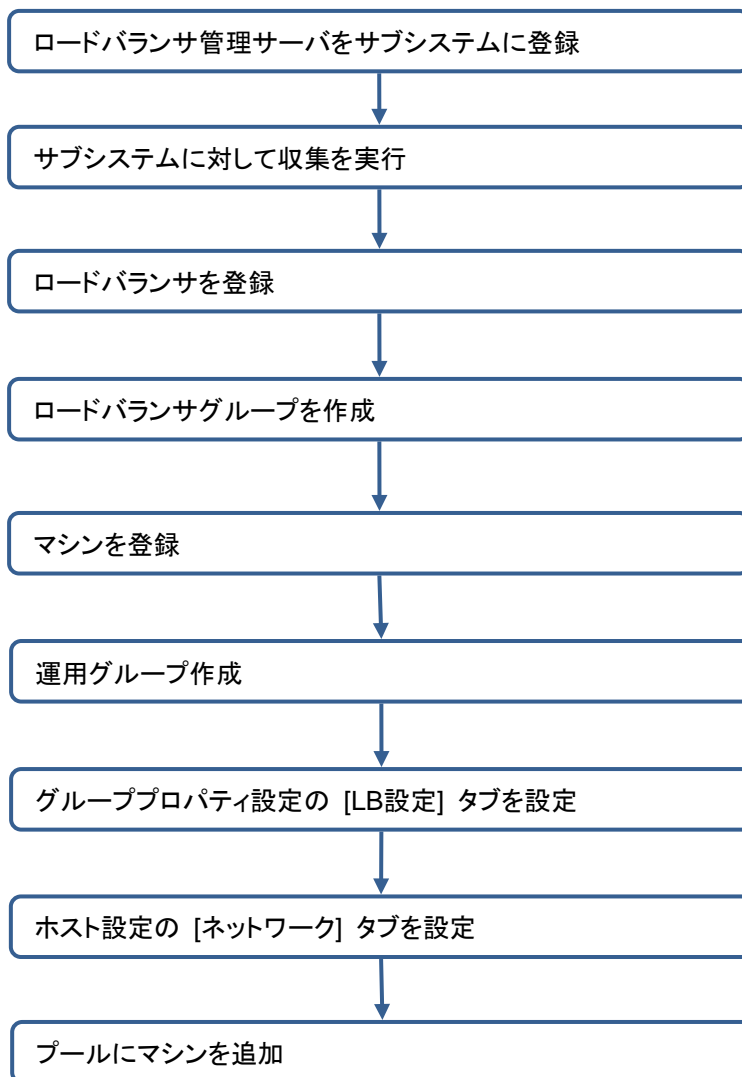 ロードバランサ管理サーバをサブシステムに登録
サブシステムに対して収集を実行
ロードバランサを登録
ロードバランサグループを作成
マシンを登録
運用グループ作成
グループプロパティ設定の [LB設定] タブを設定
ホスト設定の [ネットワーク] タブを設定
プールにマシンを追加